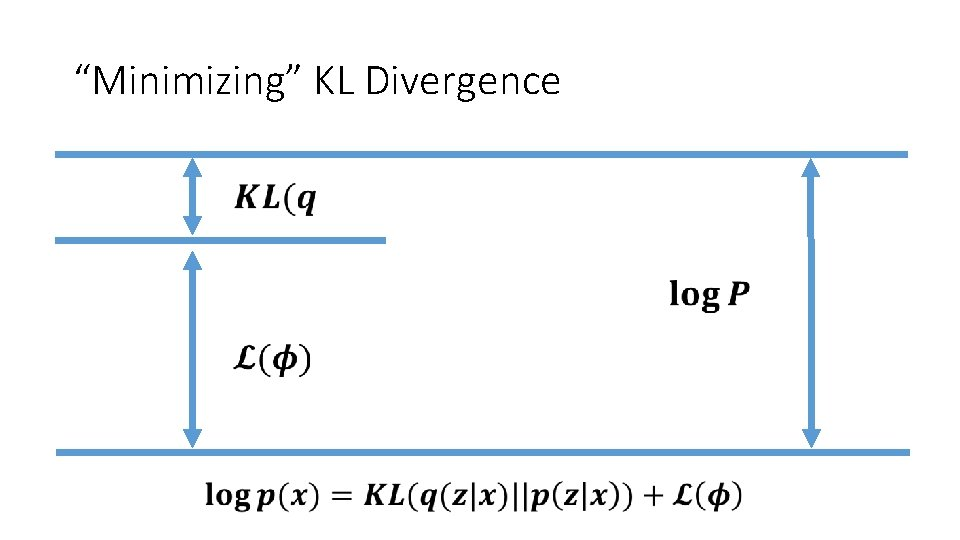 “Minimizing” KL Divergence
KL(q
log P
ℒ(ϕ)
log p(x) = KL(q(z|x)||p(z|x)) + ℒ(ϕ)